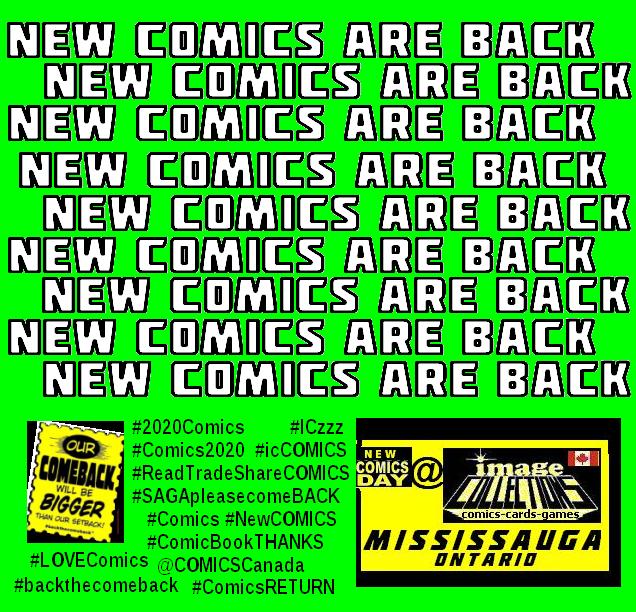 NEW COMICS ARE BACK
NEW COMICS ARE BACK
NEW COMICS ARE BACK
NEW COMICS ARE BACK
NEW COMICS ARE BACK
NEW COMICS ARE BACK
NEW COMICS ARE BACK
NEW COMICS ARE BACK
NEW COMICS ARE BACK
OUR
COMEBACK
WILL BE
BIGGER
THAN OUR SETBACK!
#backthecomeback
#2020Comics #ICzzz
#Comics2020 #icCOMICS
#ReadTradeShareCOMICS
#SAGApleasecomeBACK
#Comics #NewCOMICS
#ComicBookTHANKS
#LOVEComics @COMICSCanada
#backthecomeback #ComicsRETURN
NEW
COMICS
DAY @
image
COLLECTIONS
comics-cards-games
MISSISSAUGA
ONTARIO